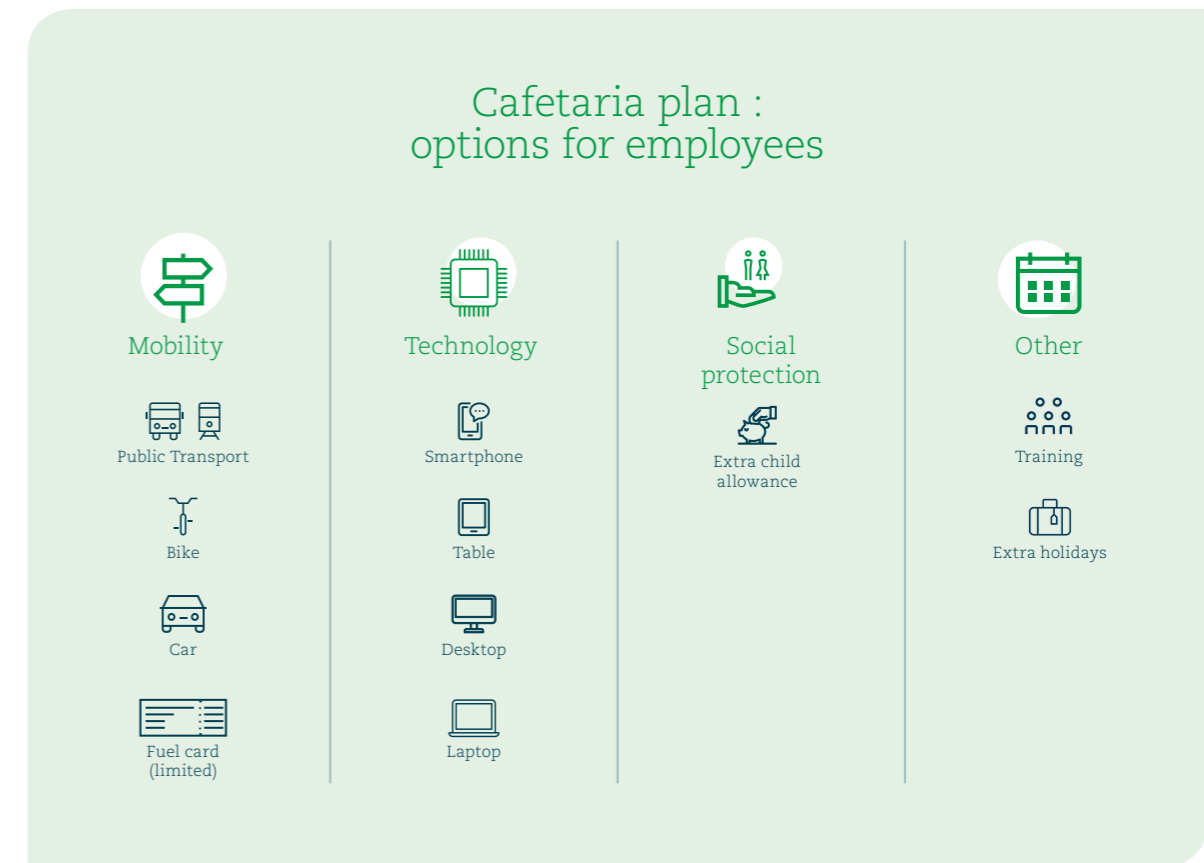 Cafetaria plan :
options for employees
Mobility
Public Transport
Bike
Car
Fuel card
(limited)
Technology
Smartphone
Table
Desktop
Laptop
Social
protection
Extra child
allowance
Other
Training
Extra holidays